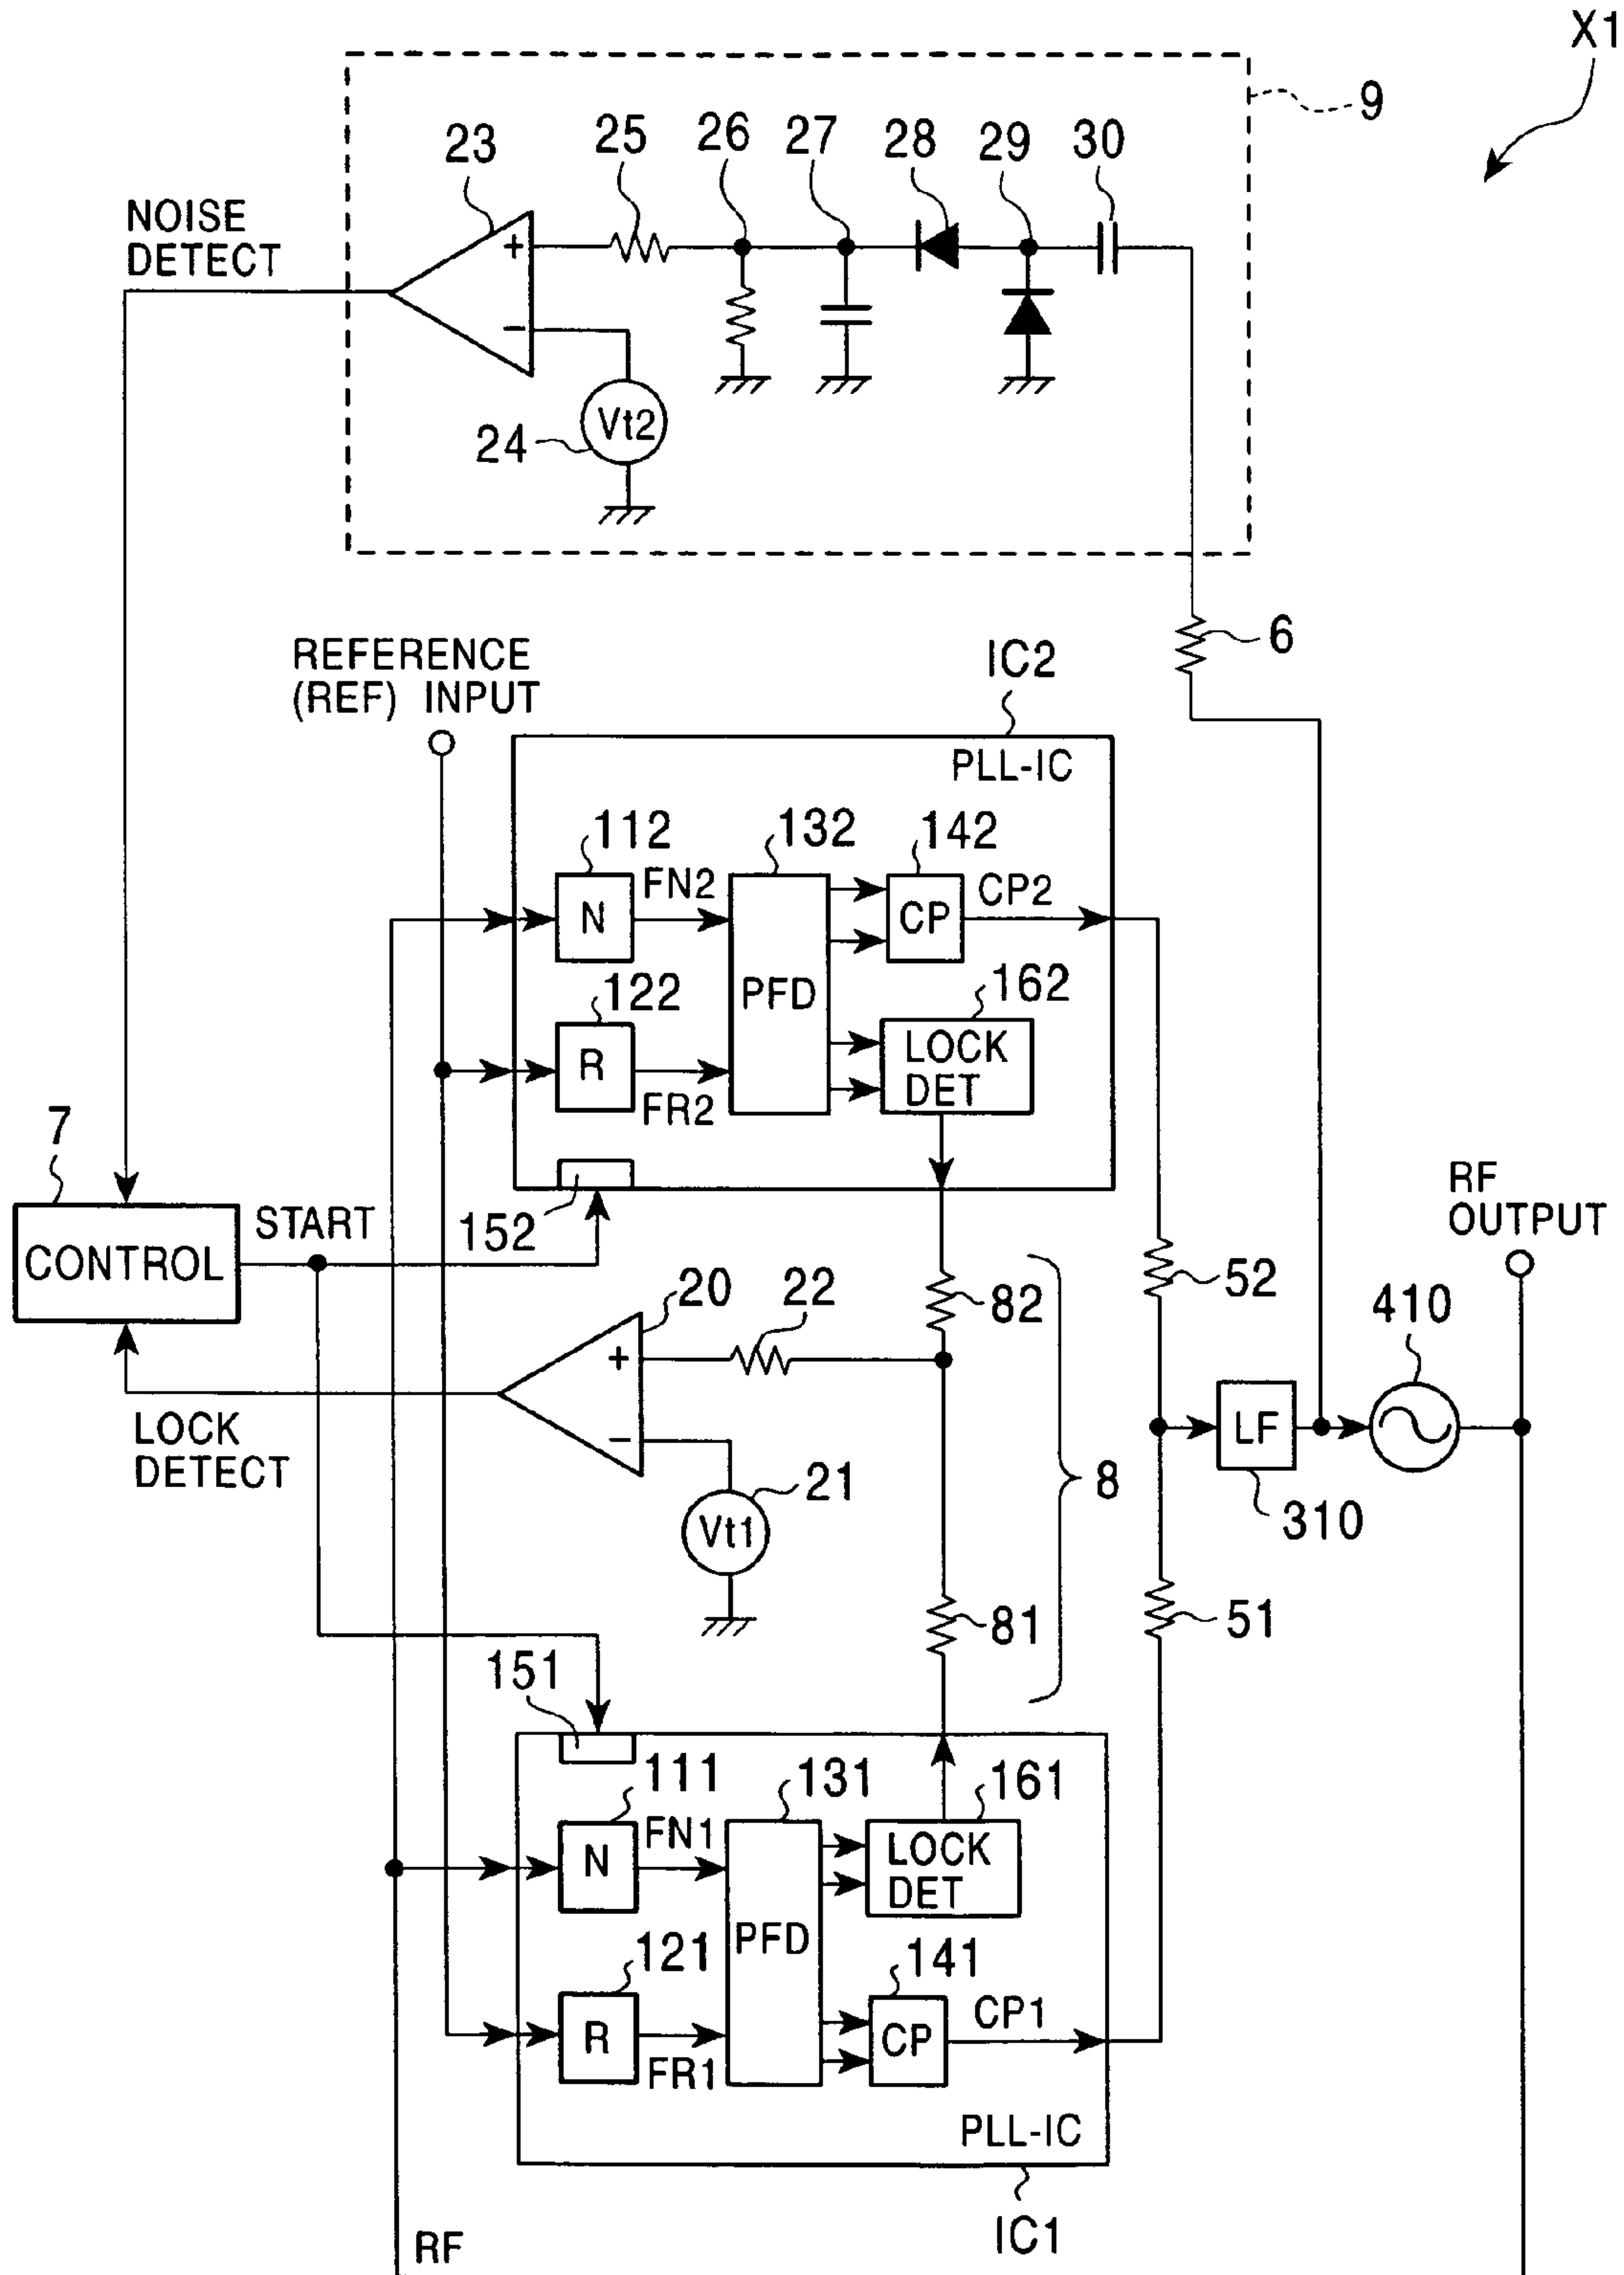 X1
9
23
25
26
27
28
29
30
NOISE
DETECT
+
−
Vt2
24
6
REFERENCE
(REF) INPUT
IC2
PLL-IC
112
FN2
132
142
CP2
N
CP
122
PFD
162
R
LOCK
DET
FR2
7
RF
OUTPUT
START
152
CONTROL
20
22
82
52
410
+
LOCK
DETECT
−
21
8
LF
310
Vt1
81
51
151
111
FN1
131
161
N
LOCK
DET
PFD
121
141
CP1
R
CP
FR1
PLL-IC
IC1
RF